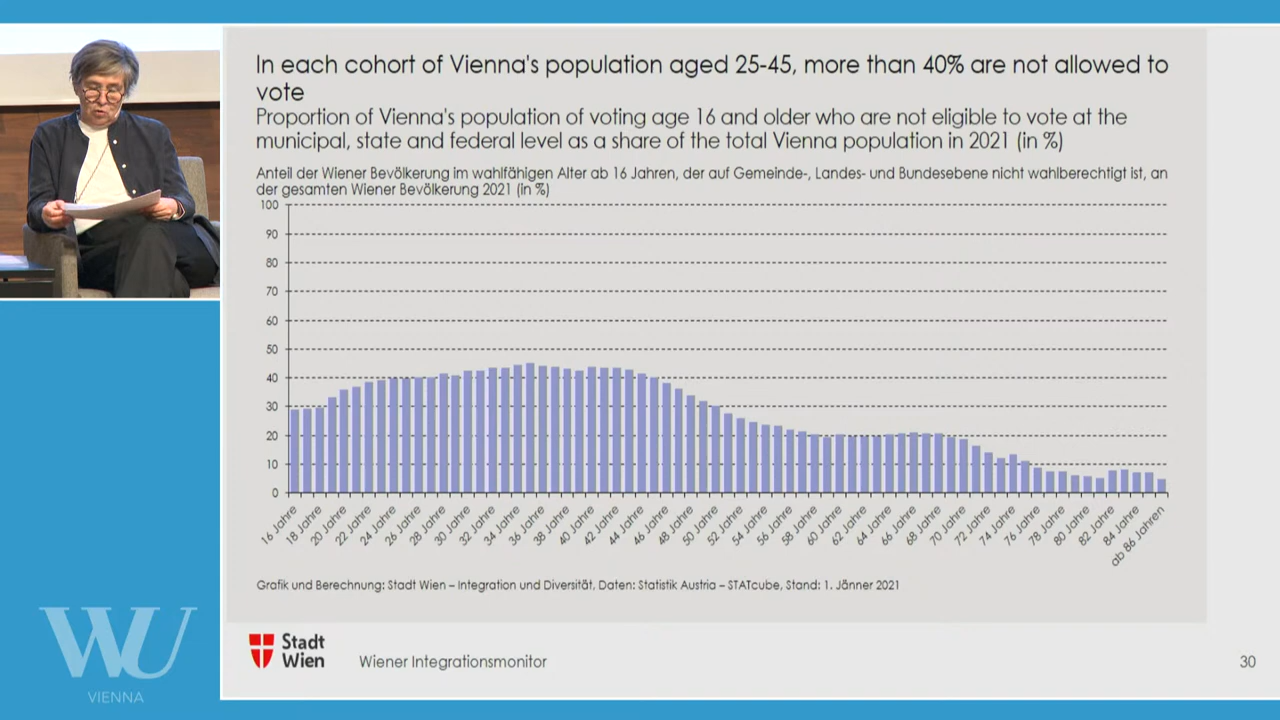 In each cohort of Vienna's population aged 25-45, more than 40% are not allowed to
vote
Proportion of Vienna's population of voting age 16 and older who are not eligible to vote at the
municipal, state and federal level as a share of the total Vienna population in 2021 (in %)
Anteil der Wiener Bevölkerung im wahlfähigen Alter ab 16 Jahren, der auf Gemeinde-, Landes- und Bundesebene nicht wahlberechtigt ist, an
der gesamten Wiener Bevölkerung 2021 (in %)
100
90
80
70
60
50
40
30
20
10
0
16 Jahre
18 Jahre
20 Jahre
22 Jahre
24 Jahre
26 Jahre
28 Jahre
30 Jahre
32 Jahre
34 Jahre
36 Jahre
38 Jahre
40 Jahre
42 Jahre
44 Jahre
46 Jahre
48 Jahre
50 Jahre
52 Jahre
54 Jahre
56 Jahre
58 Jahre
60 Jahre
62 Jahre
64 Jahre
66 Jahre
68 Jahre
70 Jahre
72 Jahre
74 Jahre
76 Jahre
78 Jahre
80 Jahre
82 Jahre
84 Jahre
ab 86 Jahren
Grafik und Berechnung: Stadt Wien – Integration und Diversität, Daten: Statistik Austria – STATcube, Stand: 1. Jänner 2021
Stadt
Wien
Wiener Integrationsmonitor
30
WU
VIENNA